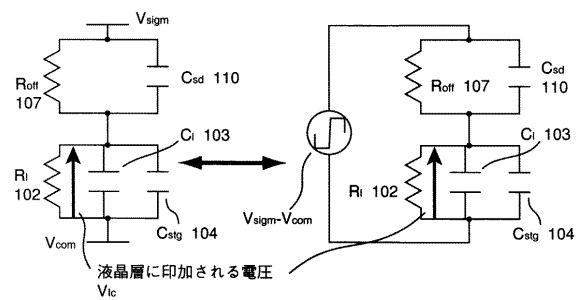 Vsigm
Roff
107
Csd 110
Cl 103
Rl
102
Vcom
Cstg 104
液晶層に印加される電圧
Vlc
Roff 107
Csd
110
Cl 103
Rl 102
Vsigm-Vcom
Cstg 104